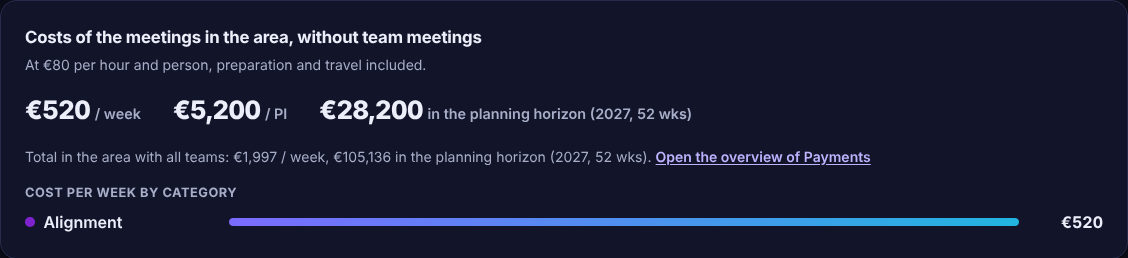 Costs of the meetings in the area, without team meetings
At €80 per hour and person, preparation and travel included.
€520 / week €5,200 / PI €28,200 in the planning horizon (2027, 52 wks)
Total in the area with all teams: €1,997 / week, €105,136 in the planning horizon (2027, 52 wks). Open the overview of Payments
COST PER WEEK BY CATEGORY
Alignment €520